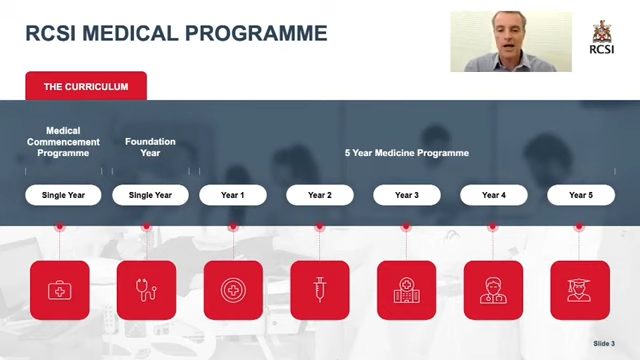 RCSI MEDICAL PROGRAMME
RCSI
THE CURRICULUM
Medical
Commencement
Programme
Foundation
Year
5 Year Medicine Programme
Single Year
Single Year
Year 1
Year 2
Year 3
Year 4
Year 5
Slide 3